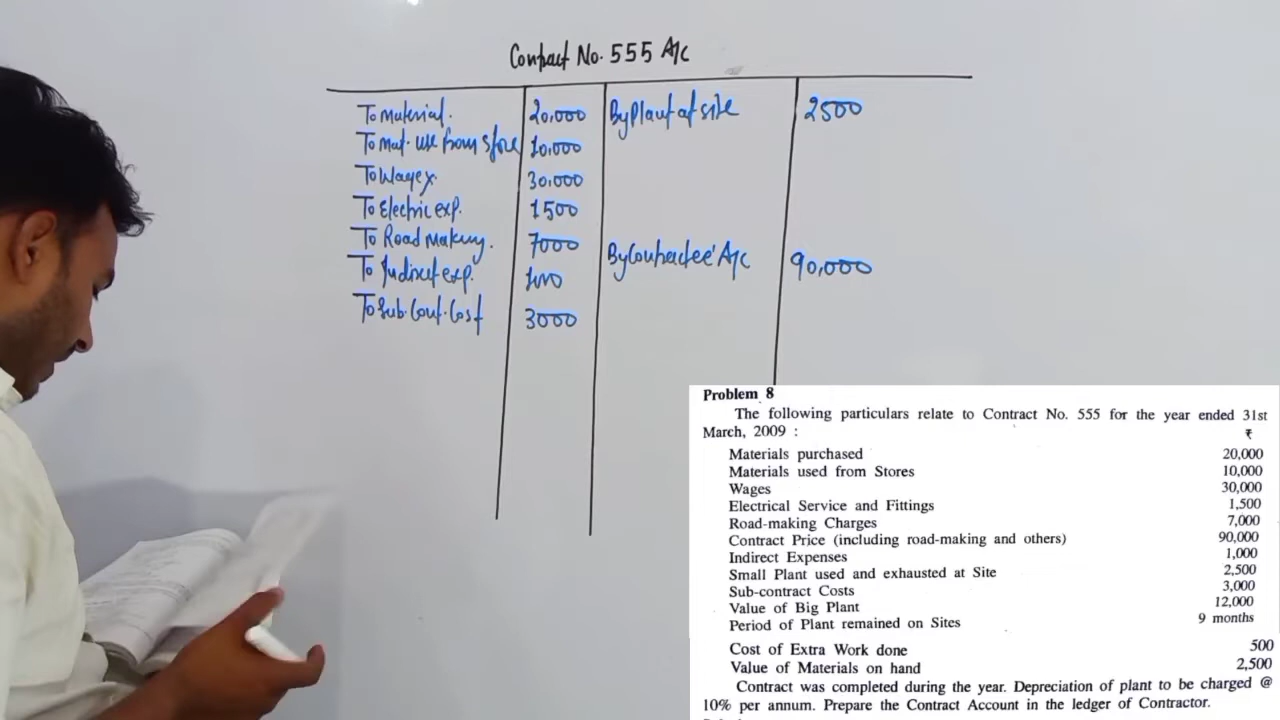 Contract No. 555 A/c
To Material. 20,000 By Plant at site 2500
To Mat. use from store 10,000
To Wages. 30,000
To Electric exp. 1500
To Road Making. 7000
By Contractee' A/c 90,000
To Indirect exp. 1000
To Sub. Cont. Cost 3000
Problem 8
The following particulars relate to Contract No. 555 for the year ended 31st
March, 2009 : ₹
Materials purchased 20,000
Materials used from Stores 10,000
Wages 30,000
Electrical Service and Fittings 1,500
Road-making Charges 7,000
Contract Price (including road-making and others) 90,000
Indirect Expenses 1,000
Small Plant used and exhausted at Site 2,500
Sub-contract Costs 3,000
Value of Big Plant 12,000
Period of Plant remained on Sites 9 months
Cost of Extra Work done 500
Value of Materials on hand 2,500
Contract was completed during the year. Depreciation of plant to be charged @
10% per annum. Prepare the Contract Account in the ledger of Contractor.